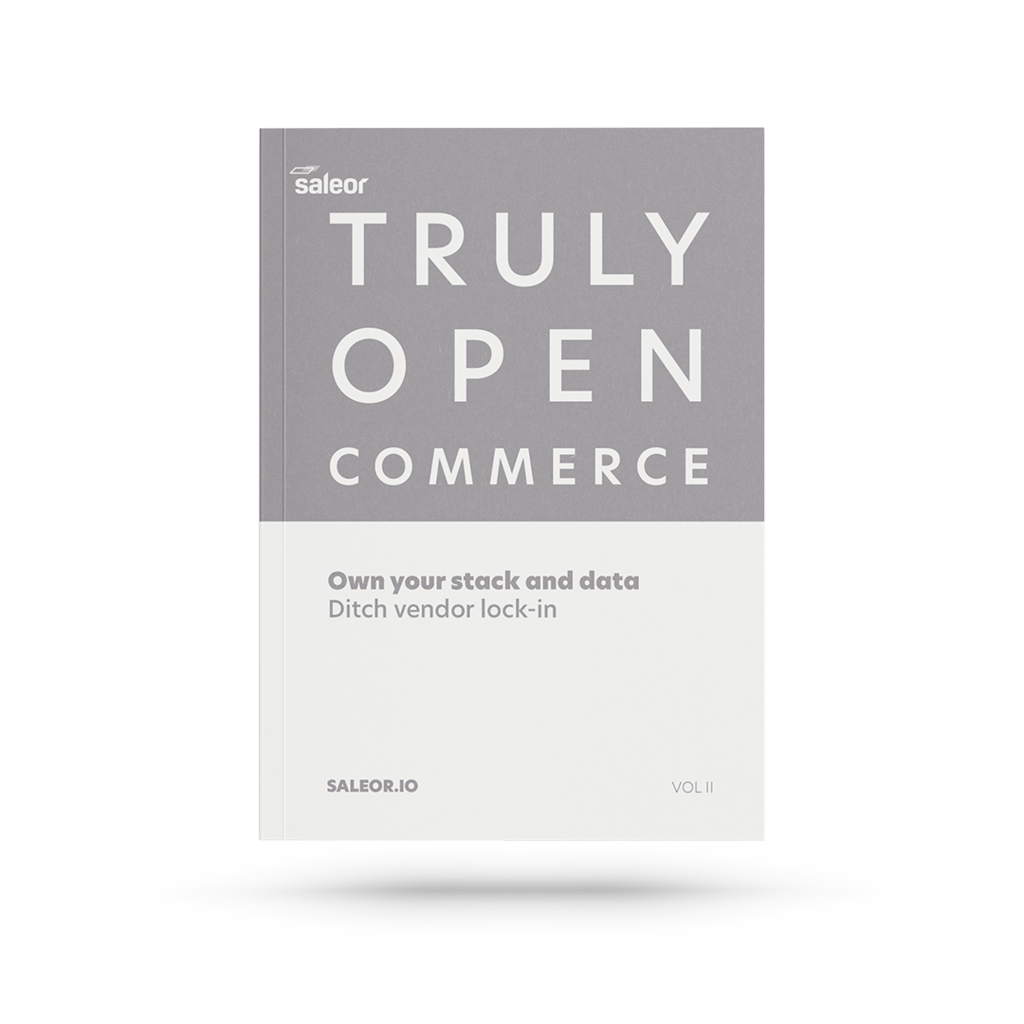 saleor
TRULY
OPEN
COMMERCE
Own your stack and data
Ditch vendor lock-in
SALEOR.IO
VOL II